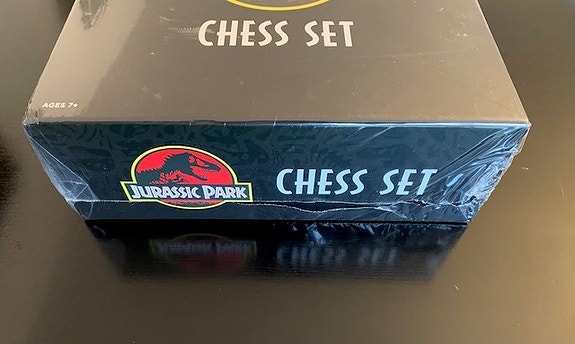 CHESS SET
AGES 7+
JURASSIC PARK
CHESS SET